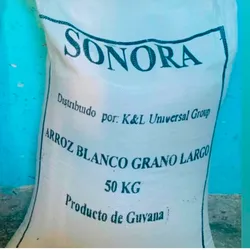 SONORA
Distribuido por: K&L Universal Group
ARROZ BLANCO GRANO LARGO
50 KG
Producto de Guyana